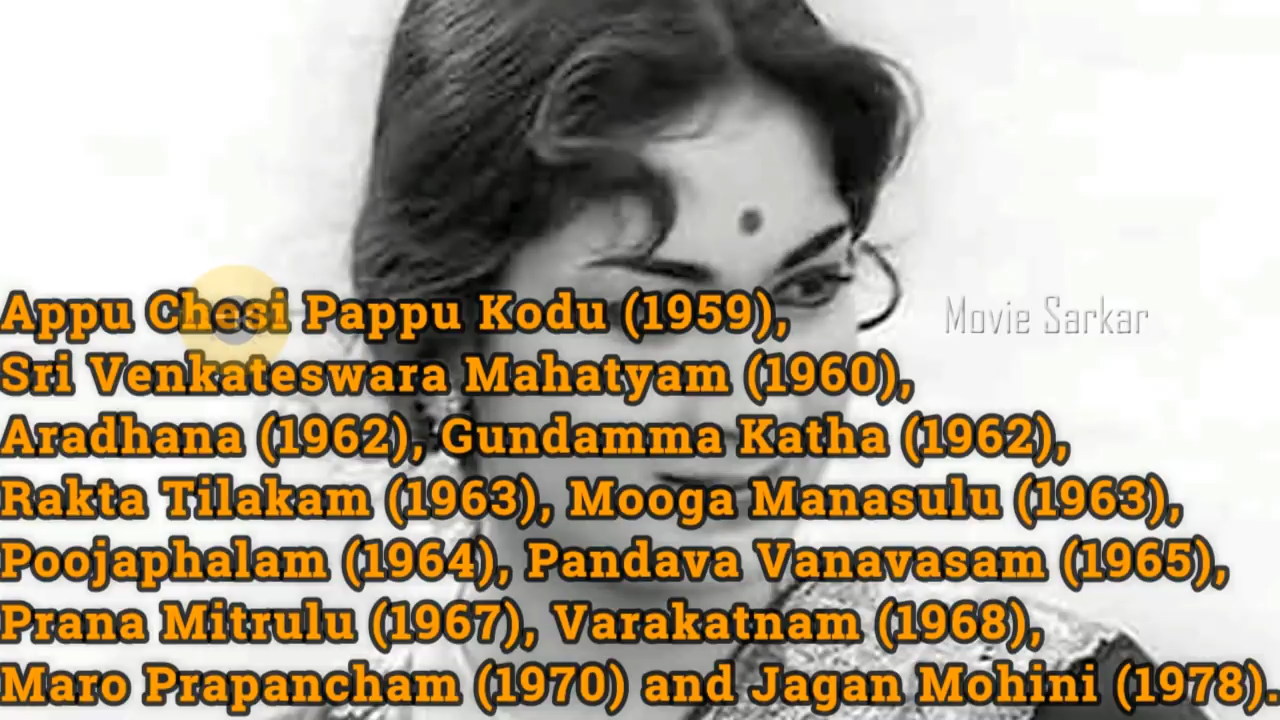 Appu Chesi Pappu Kodu (1959),
Movie Sarkar
Sri Venkateswara Mahatyam (1960),
Aradhana (1962), Gundamma Katha (1962),
Rakta Tilakam (1963), Mooga Manasulu (1963),
Poojaphalam (1964), Pandava Vanavasam (1965),
Prana Mitrulu (1967), Varakatnam (1968),
Maro Prapancham (1970) and Jagan Mohini (1978).